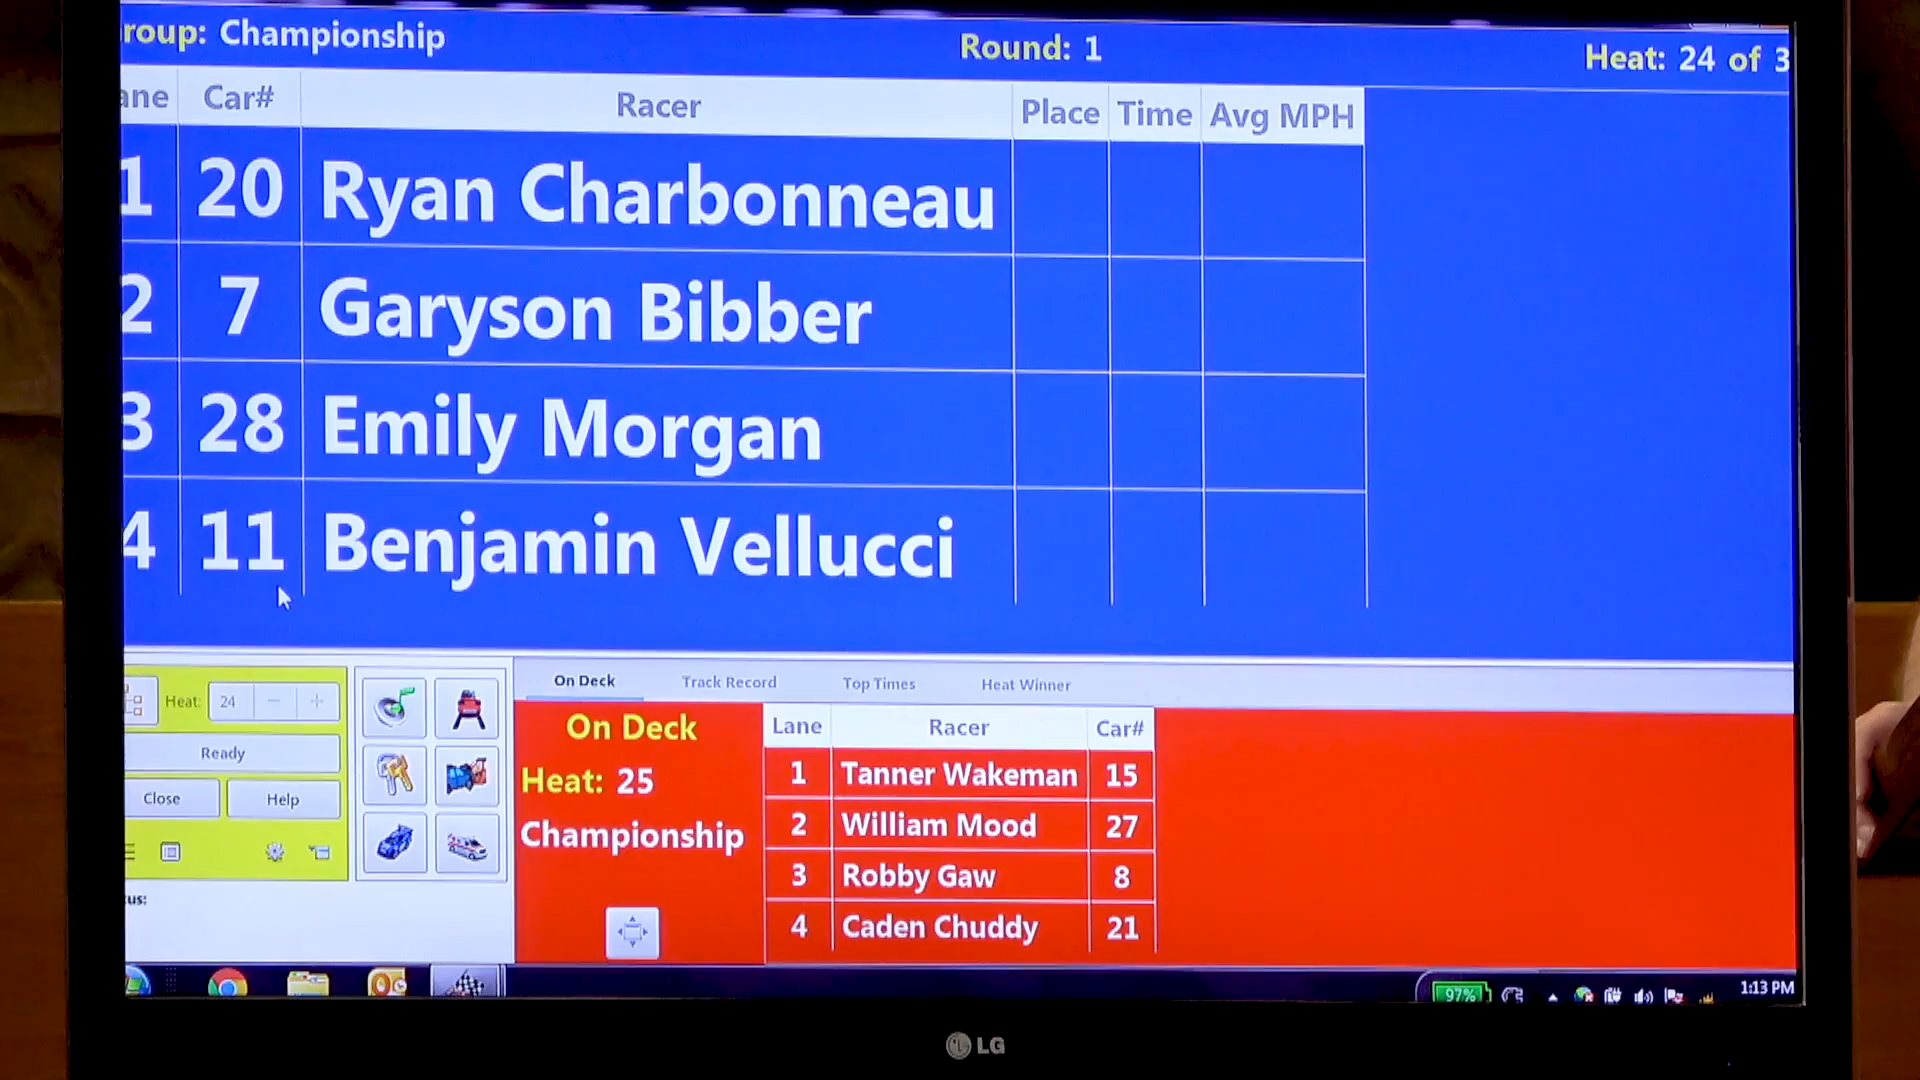 roup: Championship Round: 1 Heat: 24 of 3
ane Car# Racer Place Time Avg MPH
1 20 Ryan Charbonneau
2 7 Garyson Bibber
3 28 Emily Morgan
4 11 Benjamin Vellucci
On Deck Track Record Top Times Heat Winner
Heat: 24 − +
Ready
Close Help
us:
On Deck
Heat: 25
Championship
Lane Racer Car#
1 Tanner Wakeman 15
2 William Mood 27
3 Robby Gaw 8
4 Caden Chuddy 21
97% 1:13 PM
LG